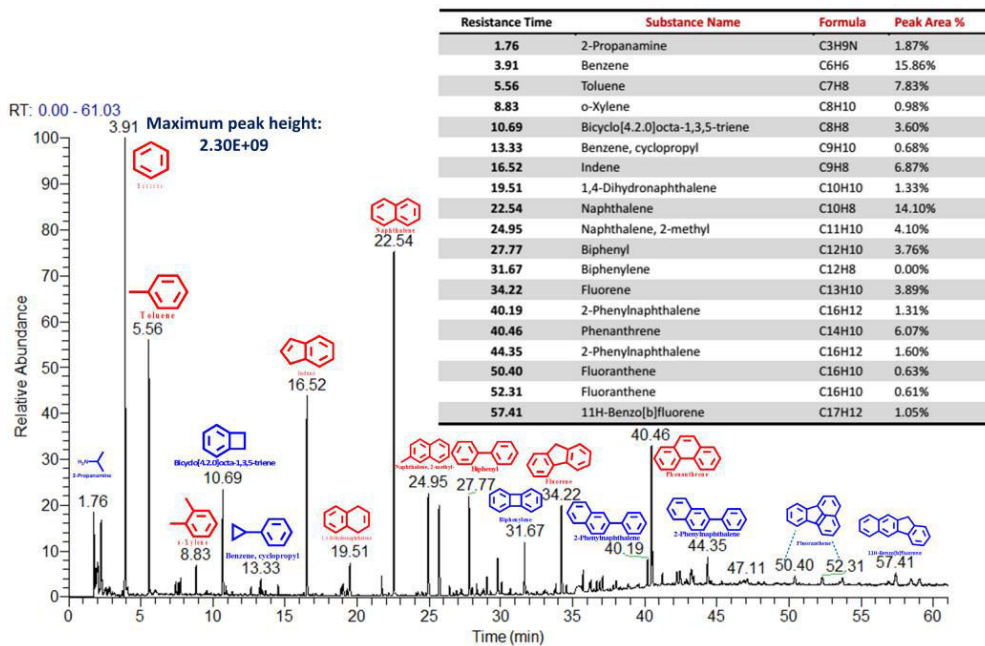 Resistance Time Substance Name Formula Peak Area %
1.76 2-Propanamine C3H9N 1.87%
3.91 Benzene C6H6 15.86%
5.56 Toluene C7H8 7.83%
8.83 o-Xylene C8H10 0.98%
10.69 Bicyclo[4.2.0]octa-1,3,5-triene C8H8 3.60%
13.33 Benzene, cyclopropyl C9H10 0.68%
16.52 Indene C9H8 6.87%
19.51 1,4-Dihydronaphthalene C10H10 1.33%
22.54 Naphthalene C10H8 14.10%
24.95 Naphthalene, 2-methyl C11H10 4.10%
27.77 Biphenyl C12H10 3.76%
31.67 Biphenylene C12H8 0.00%
34.22 Fluorene C13H10 3.89%
40.19 2-Phenylnaphthalene C16H12 1.31%
40.46 Phenanthrene C14H10 6.07%
44.35 2-Phenylnaphthalene C16H12 1.60%
50.40 Fluoranthene C16H10 0.63%
52.31 Fluoranthene C16H10 0.61%
57.41 11H-Benzo[b]fluorene C17H12 1.05%
RT: 0.00 - 61.03
Maximum peak height:
2.30E+09
Relative Abundance
100
90
80
70
60
50
40
30
20
10
0
3.91
Benzene
Toluene
5.56
Naphthalene
22.54
Indene
16.52
H₂N
2-Propanamine
1.76
o-Xylene
8.83
Bicyclo[4.2.0]octa-1,3,5-triene
10.69
Benzene, cyclopropyl
13.33
1,4-Dihydronaphthalene
19.51
Naphthalene, 2-methyl-
24.95
Biphenyl
27.77
Biphenylene
31.67
Fluorene
34.22
2-Phenylnaphthalene
40.19
40.46
Phenanthrene
2-Phenylnaphthalene
44.35
47.11
Fluoranthene
50.40
52.31
11H-Benzo[b]fluorene
57.41
0 5 10 15 20 25 30 35 40 45 50 55 60
Time (min)